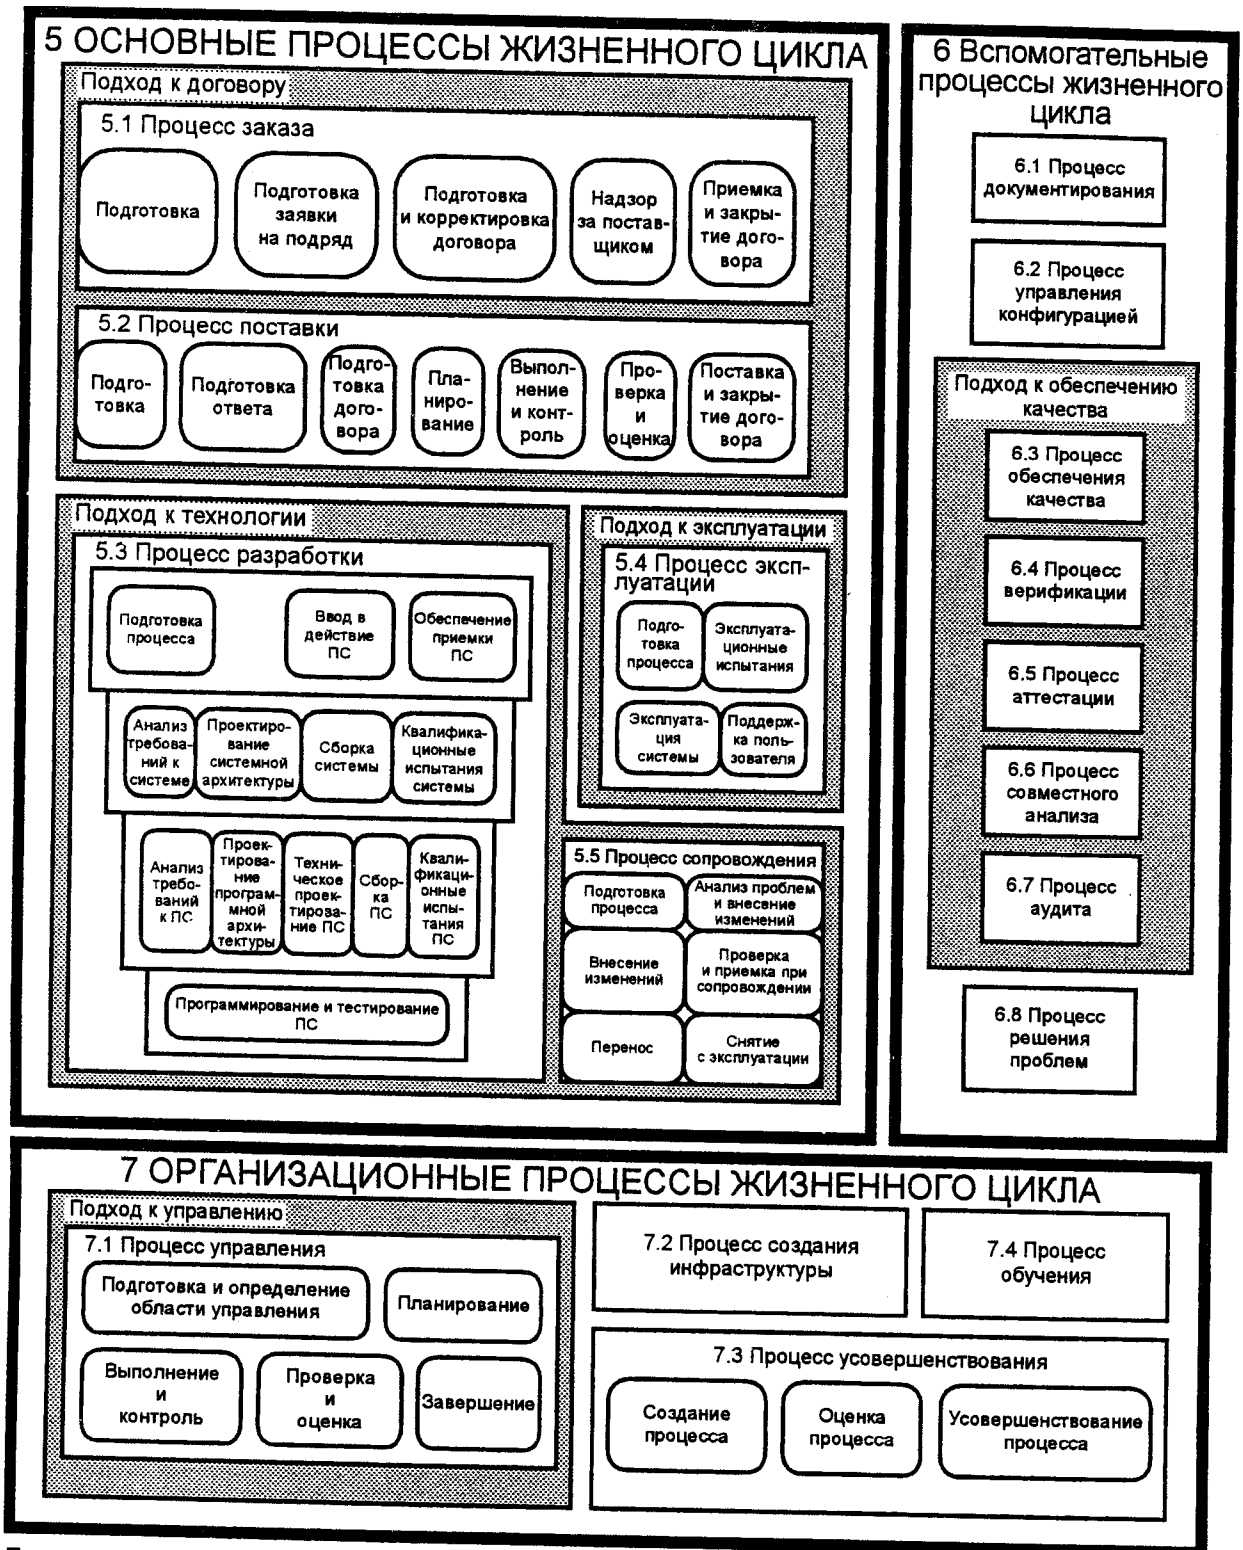 5 ОСНОВНЫЕ ПРОЦЕССЫ ЖИЗНЕННОГО ЦИКЛА
Подход к договору
5.1 Процесс заказа
Подготовка
Подготовка
заявки
на подряд
Подготовка
и корректировка
договора
Надзор
за постав-
щиком
Приемка
и закры-
тие дого-
вора
5.2 Процесс поставки
Подго-
товка
Подготовка
ответа
Подго-
товка
дого-
вора
Пла-
ниро-
вание
Выпол-
нение
и конт-
роль
Про-
верка
и
оценка
Поставка
и закры-
тие дого-
вора
Подход к технологии
5.3 Процесс разработки
Подготовка
процесса
Ввод в
действие
ПС
Обеспечение
приемки
ПС
Анализ
требова-
ний к
системе
Проектиро-
вание
системной
архитектуры
Сборка
системы
Квалифика-
ционные
испытания
системы
Анализ
требо-
ваний
к ПС
Проек-
тирова-
ние
програм-
мной
архи-
тектуры
Техни-
ческое
проек-
тирова-
ние ПС
Сбор-
ка
ПС
Квали-
фикаци-
онные
испы-
тания
ПС
Программирование и тестирование
ПС
Подход к эксплуатации
5.4 Процесс эксп-
луатации
Подго-
товка
процесса
Эксплуата-
ционные
испытания
Эксплуата-
ция
системы
Поддерж-
ка поль-
зователя
5.5 Процесс сопровождения
Подготовка
процесса
Анализ проблем
и внесение
изменений
Внесение
изменений
Проверка
и приемка при
сопровождении
Перенос
Снятие
с эксплуатации
6 Вспомогательные
процессы жизненного
цикла
6.1 Процесс
документирования
6.2 Процесс
управления
конфигурацией
Подход к обеспечению
качества
6.3 Процесс
обеспечения
качества
6.4 Процесс
верификации
6.5 Процесс
аттестации
6.6 Процесс
совместного
анализа
6.7 Процесс
аудита
6.8 Процесс
решения
проблем
7 ОРГАНИЗАЦИОННЫЕ ПРОЦЕССЫ ЖИЗНЕННОГО ЦИКЛА
Подход к управлению
7.1 Процесс управления
Подготовка и определение
области управления
Планирование
Выполнение
и
контроль
Проверка
и
оценка
Завершение
7.2 Процесс создания
инфраструктуры
7.4 Процесс
обучения
7.3 Процесс усовершенствования
Создание
процесса
Оценка
процесса
Усовершенствование
процесса